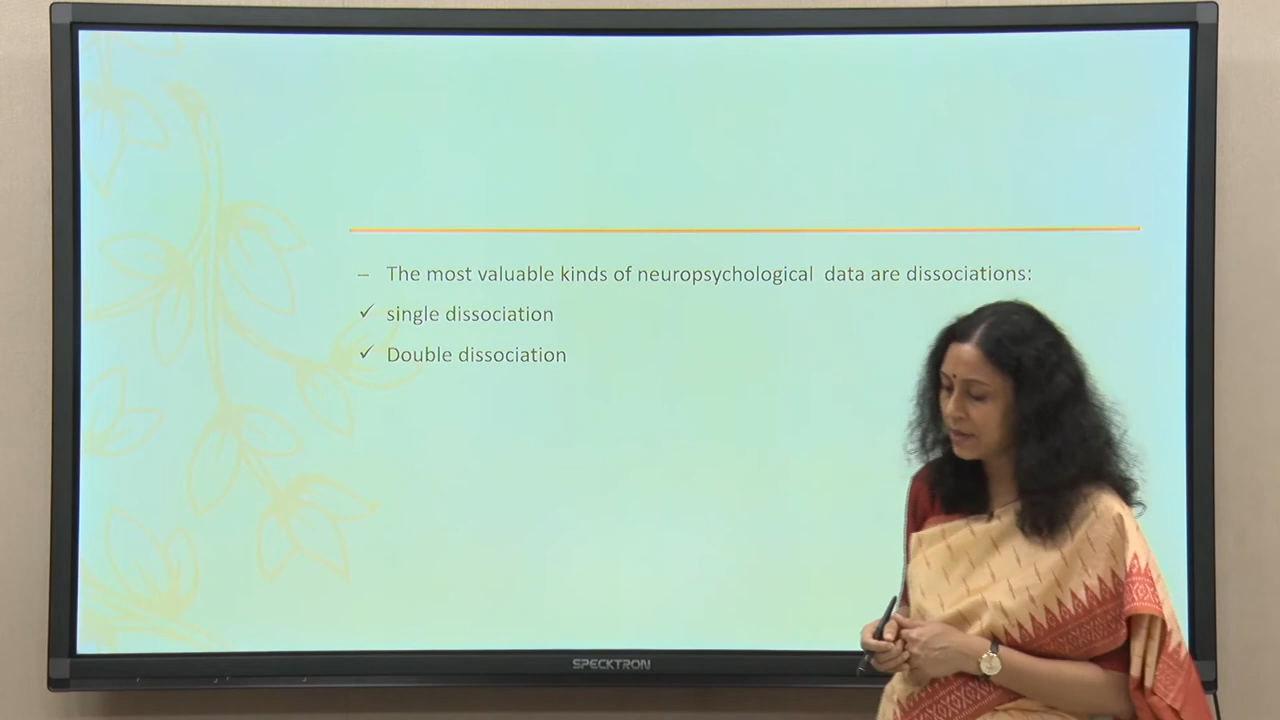 – The most valuable kinds of neuropsychological data are dissociations:
✓ single dissociation
✓ Double dissociation
SPECKTRON